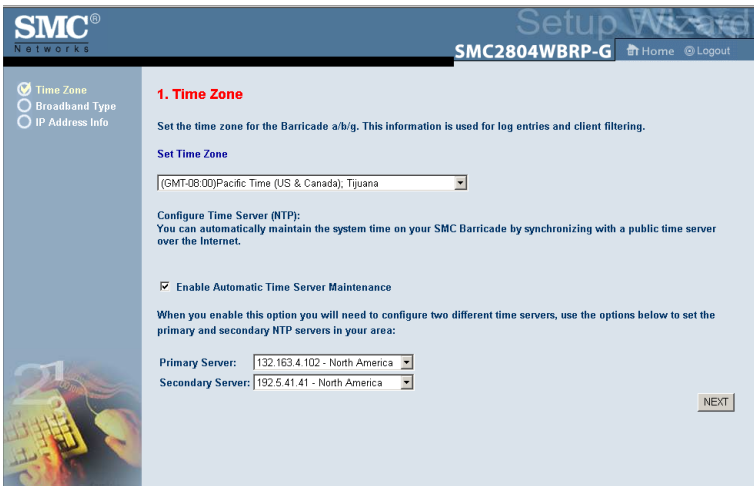 SMC®
Networks
Setup Wizard
SMC2804WBRP-G
Home
@Logout
Time Zone
Broadband Type
IP Address Info
1. Time Zone
Set the time zone for the Barricade a/b/g. This information is used for log entries and client filtering.
Set Time Zone
(GMT-08:00)Pacific Time (US & Canada); Tijuana
Configure Time Server (NTP):
You can automatically maintain the system time on your SMC Barricade by synchronizing with a public time server
over the Internet.
Enable Automatic Time Server Maintenance
When you enable this option you will need to configure two different time servers, use the options below to set the
primary and secondary NTP servers in your area:
Primary Server: 132.163.4.102 - North America
Secondary Server: 192.5.41.41 - North America
NEXT